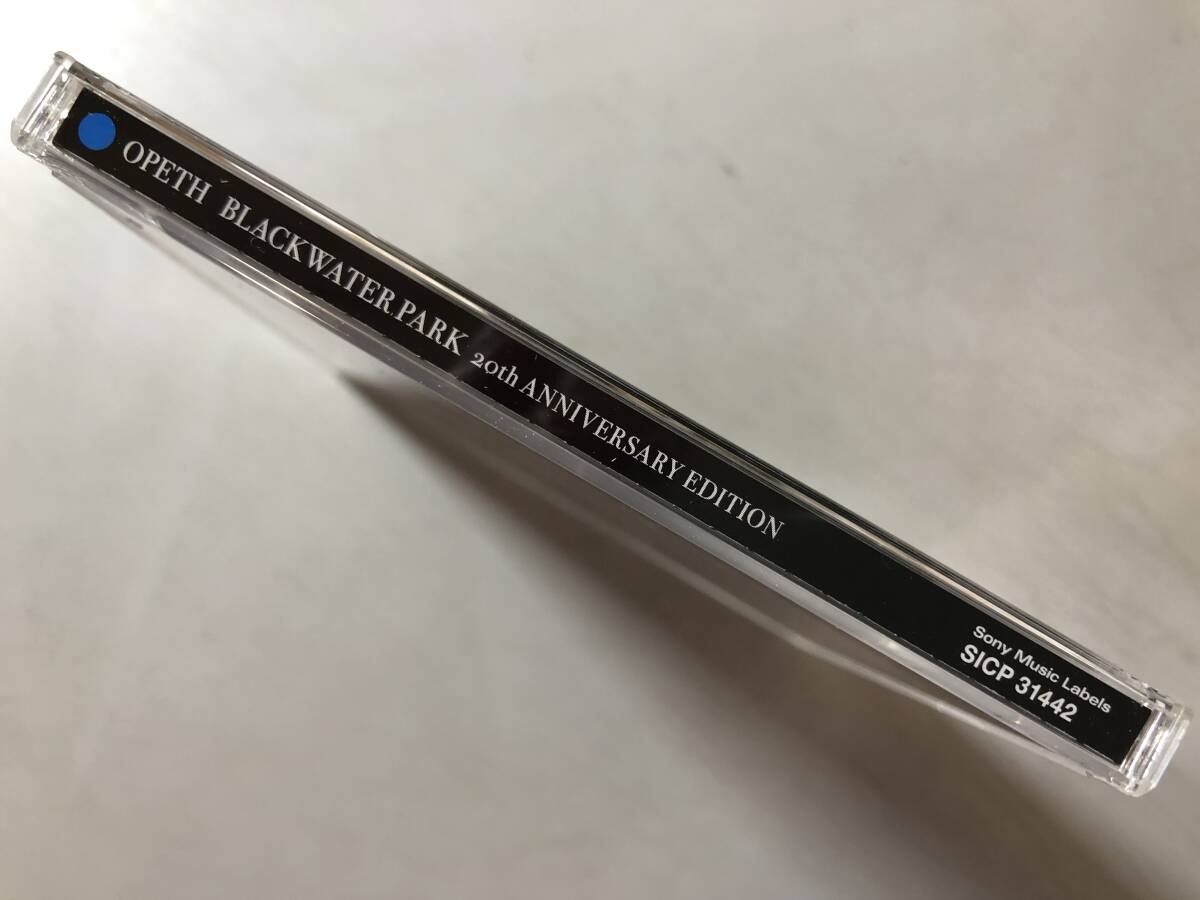 OPETH BLACKWATER PARK 20th ANNIVERSARY EDITION
Sony Music Labels
SICP 31442